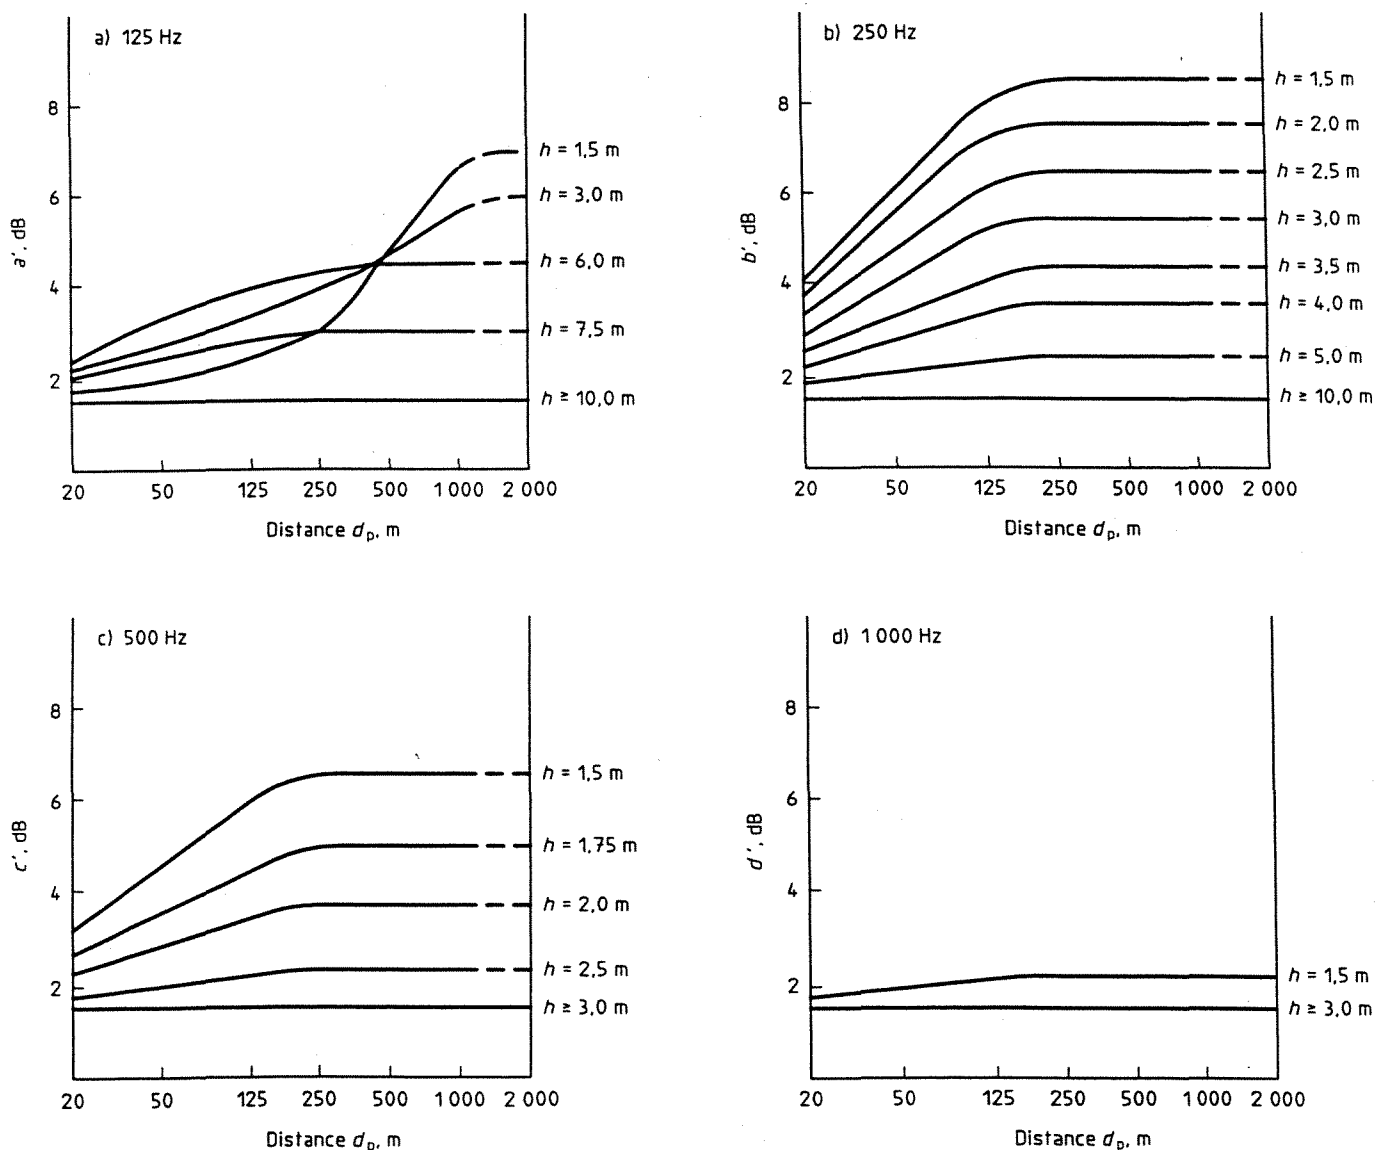 a) 125 Hz
8
6
4
2
a′, dB
h = 1,5 m
h = 3,0 m
h = 6,0 m
h = 7,5 m
h ≥ 10,0 m
20 50 125 250 500 1 000 2 000
Distance dp, m
b) 250 Hz
8
6
4
2
b′, dB
h = 1,5 m
h = 2,0 m
h = 2,5 m
h = 3,0 m
h = 3,5 m
h = 4,0 m
h = 5,0 m
h ≥ 10,0 m
20 50 125 250 500 1 000 2 000
Distance dp, m
c) 500 Hz
8
6
4
2
c′, dB
h = 1,5 m
h = 1,75 m
h = 2,0 m
h = 2,5 m
h ≥ 3,0 m
20 50 125 250 500 1 000 2 000
Distance dp, m
d) 1 000 Hz
8
6
4
2
d′, dB
h = 1,5 m
h ≥ 3,0 m
20 50 125 250 500 1 000 2 000
Distance dp, m